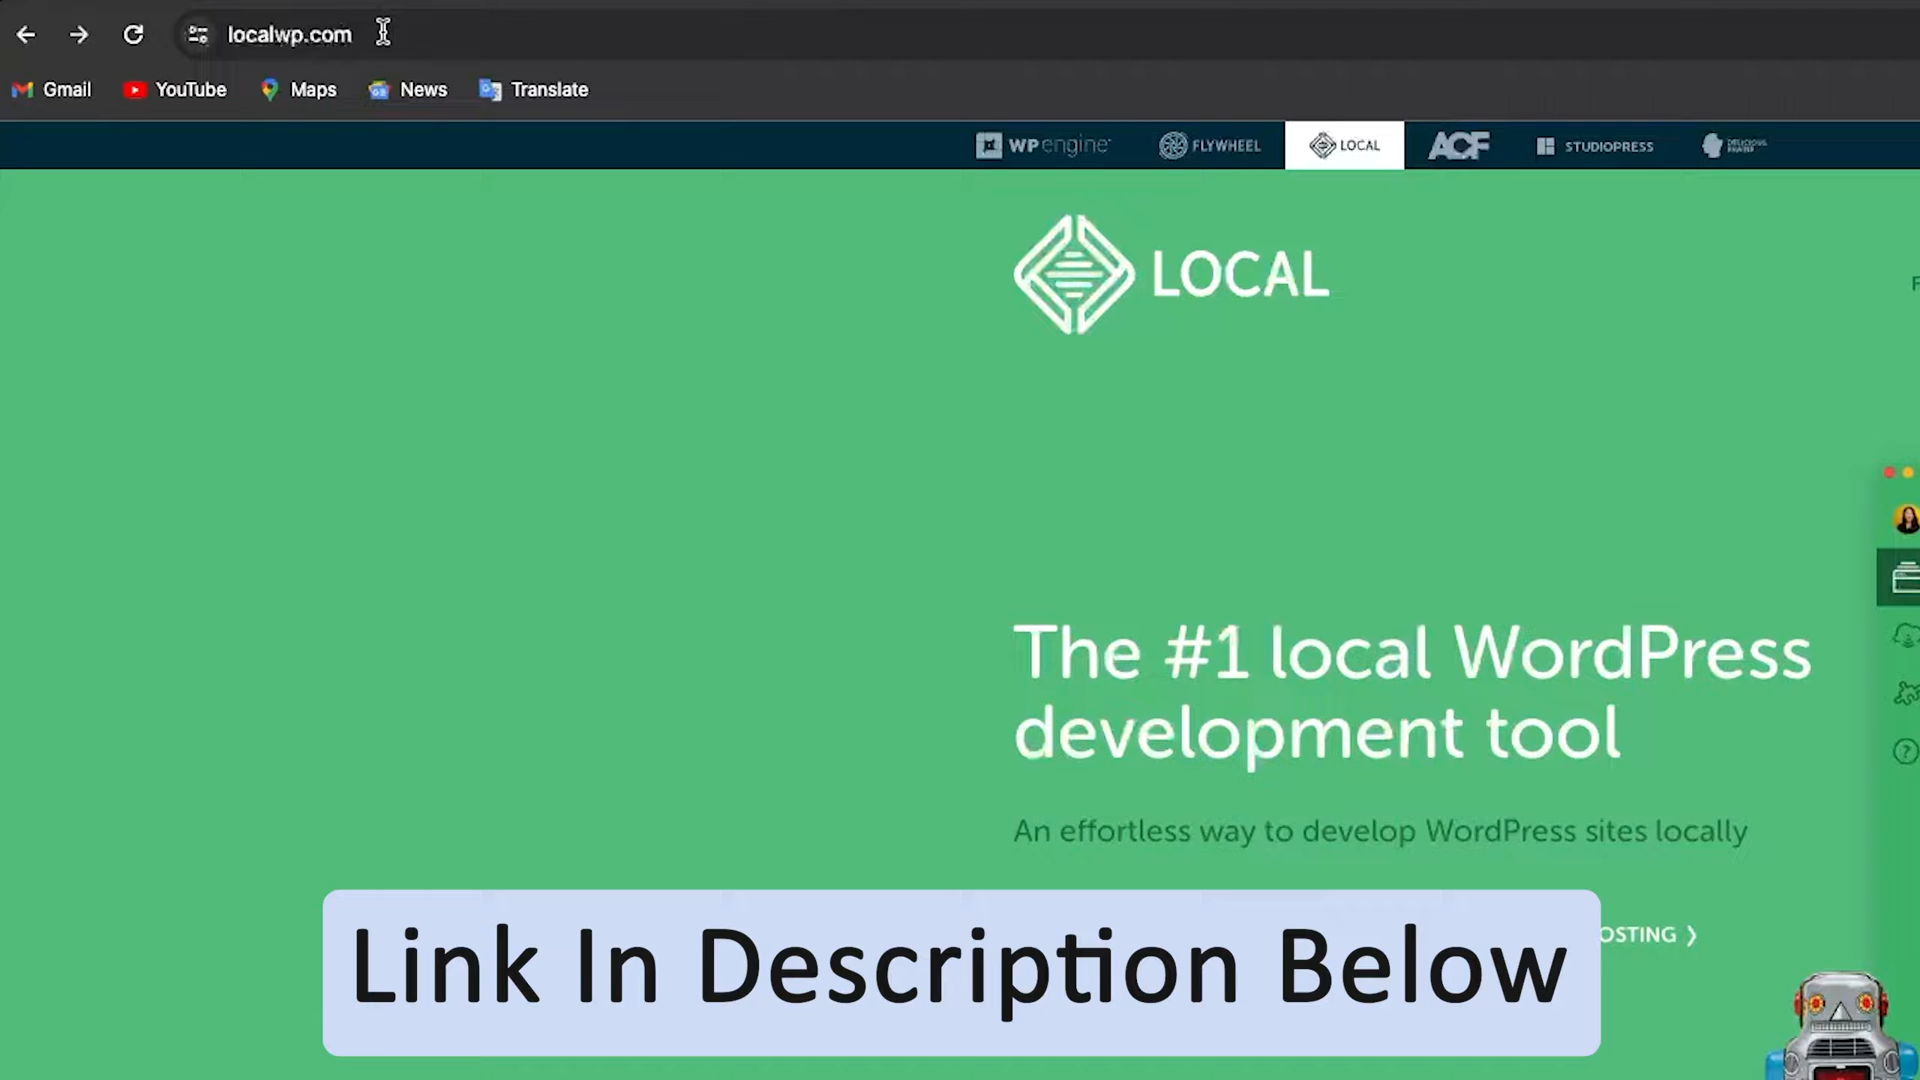 localwp.com
Gmail
YouTube
Maps
News
Translate
WP engine
FLYWHEEL
LOCAL
ACF
STUDIOPRESS
LOCAL
The #1 local WordPress
development tool
An effortless way to develop WordPress sites locally
OSTING ❯
Link In Description Below